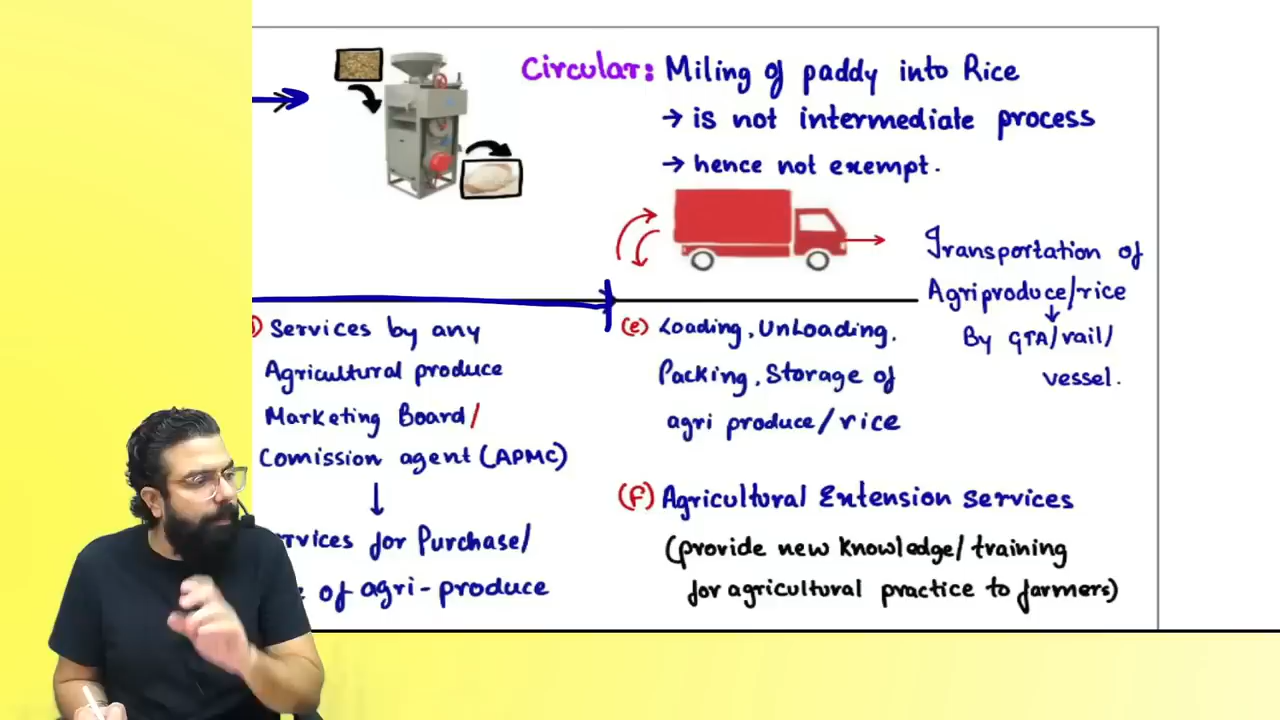 Circular: Miling of paddy into Rice
→ is not intermediate process
→ hence not exempt.
Transportation of
Agriproduce/rice
↓
By GTA/rail/
vessel.
) Services by any
Agricultural produce
Marketing Board/
Comission agent (APMC)
↓
rvices for Purchase/
of agri-produce
(e) Loading, UnLoading,
Packing, Storage of
agri produce/rice
(f) Agricultural Extension Services
(provide new knowledge/training
for agricultural practice to farmers)